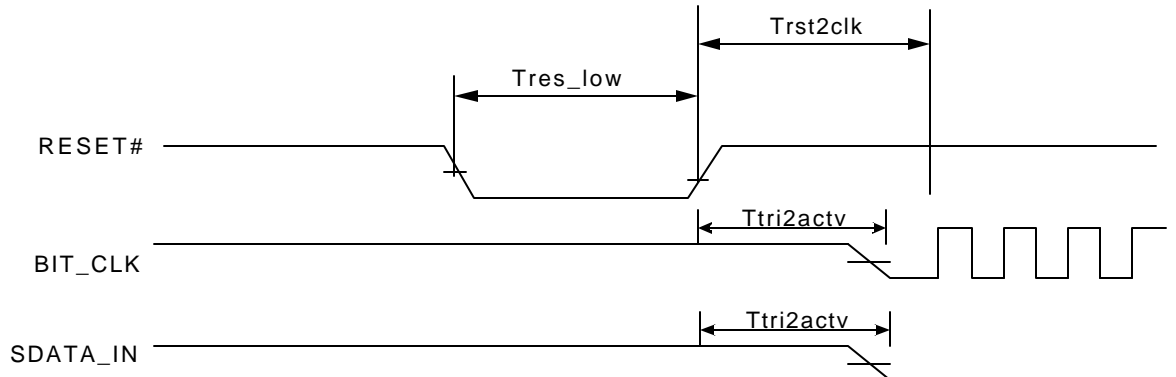 Trst2clk
Tres_low
RESET#
Ttri2actv
BIT_CLK
Ttri2actv
SDATA_IN